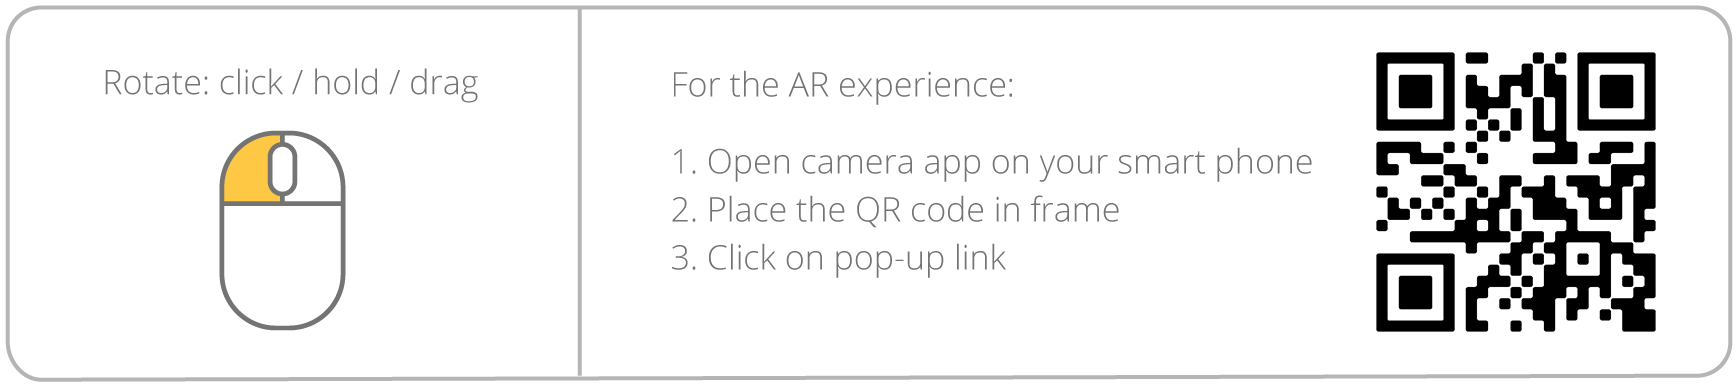 Rotate: click / hold / drag
For the AR experience:
1. Open camera app on your smart phone
2. Place the QR code in frame
3. Click on pop-up link